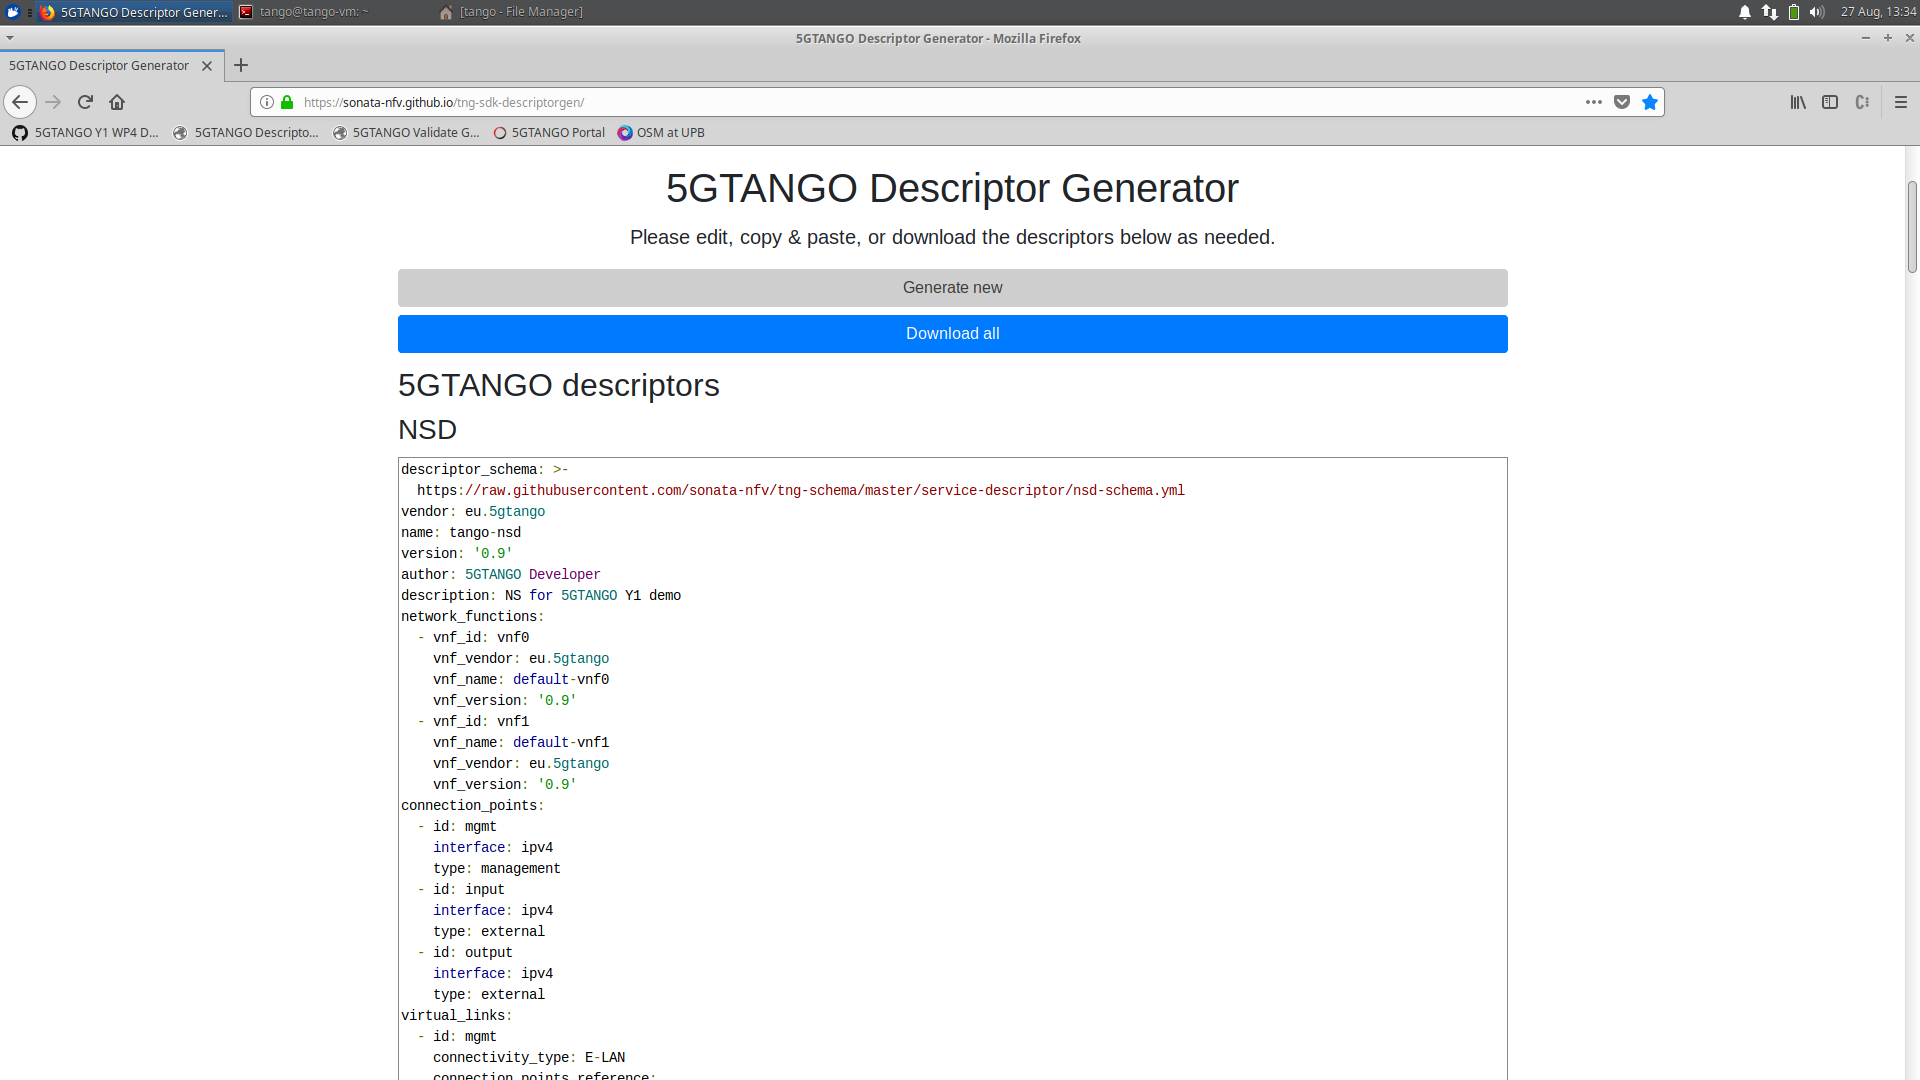 5GTANGO Descriptor Gener...
tango@tango-vm: ~
[tango - File Manager]
27 Aug, 13:34
5GTANGO Descriptor Generator - Mozilla Firefox
5GTANGO Descriptor Generator
https://sonata-nfv.github.io/tng-sdk-descriptorgen/
5GTANGO Y1 WP4 D...
5GTANGO Descripto...
5GTANGO Validate G...
5GTANGO Portal
OSM at UPB
5GTANGO Descriptor Generator
Please edit, copy & paste, or download the descriptors below as needed.
Generate new
Download all
5GTANGO descriptors
NSD
descriptor_schema: >-
  https://raw.githubusercontent.com/sonata-nfv/tng-schema/master/service-descriptor/nsd-schema.yml
vendor: eu.5gtango
name: tango-nsd
version: '0.9'
author: 5GTANGO Developer
description: NS for 5GTANGO Y1 demo
network_functions:
  - vnf_id: vnf0
    vnf_vendor: eu.5gtango
    vnf_name: default-vnf0
    vnf_version: '0.9'
  - vnf_id: vnf1
    vnf_name: default-vnf1
    vnf_vendor: eu.5gtango
    vnf_version: '0.9'
connection_points:
  - id: mgmt
    interface: ipv4
    type: management
  - id: input
    interface: ipv4
    type: external
  - id: output
    interface: ipv4
    type: external
virtual_links:
  - id: mgmt
    connectivity_type: E-LAN
    connection_points_reference: